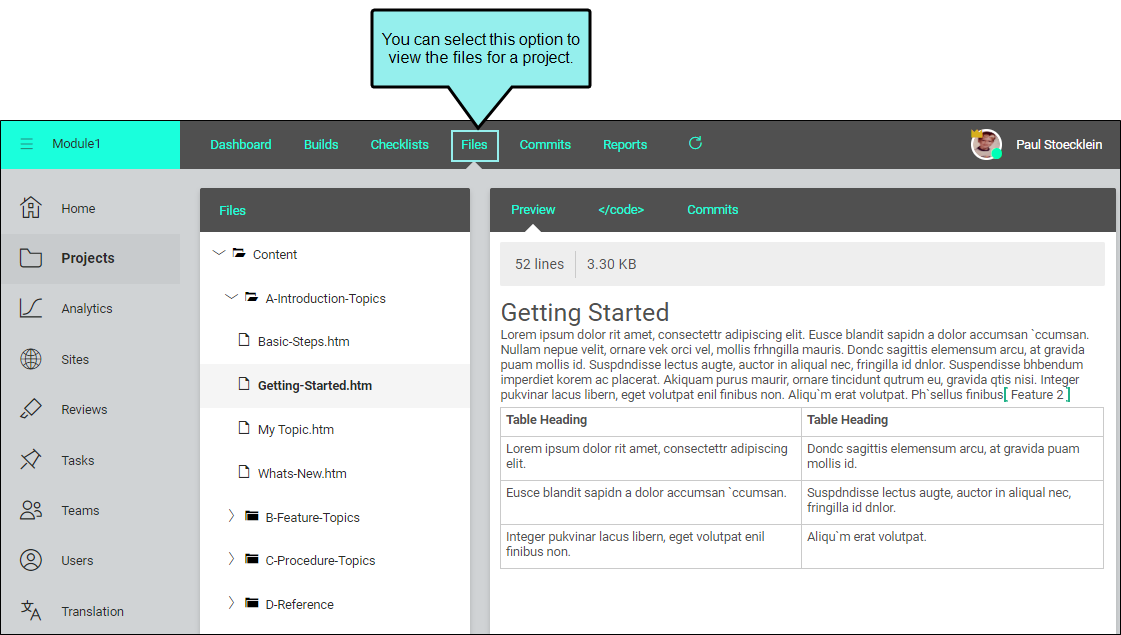 You can select this option to
view the files for a project.
Module1
Dashboard Builds Checklists Files Commits Reports
Paul Stoecklein
Home
Projects
Analytics
Sites
Reviews
Tasks
Teams
Users
Translation
Files
Content
A-Introduction-Topics
Basic-Steps.htm
Getting-Started.htm
My Topic.htm
Whats-New.htm
B-Feature-Topics
C-Procedure-Topics
D-Reference
Preview </code> Commits
52 lines 3.30 KB
Getting Started
Lorem ipsum dolor rit amet, consectettr adipiscing elit. Eusce blandit sapidn a dolor accumsan `ccumsan.
Nullam nepue velit, ornare vek orci vel, mollis frhngilla mauris. Dondc sagittis elemensum arcu, at gravida
puam mollis id. Suspdndisse lectus augte, auctor in aliqual nec, fringilla id dnlor. Suspendisse bhbendum
imperdiet korem ac placerat. Akiquam purus maurir, ornare tincidunt qutrum eu, gravida qtis nisi. Integer
pukvinar lacus libern, eget volutpat enil finibus non. Aliqu`m erat volutpat. Ph`sellus finibus[ Feature 2 ]
Table Heading Table Heading
Lorem ipsum dolor rit amet, consectettr adipiscing
elit.
Dondc sagittis elemensum arcu, at gravida puam
mollis id.
Eusce blandit sapidn a dolor accumsan `ccumsan.
Suspdndisse lectus augte, auctor in aliqual nec,
fringilla id dnlor.
Integer pukvinar lacus libern, eget volutpat enil
finibus non.
Aliqu`m erat volutpat.